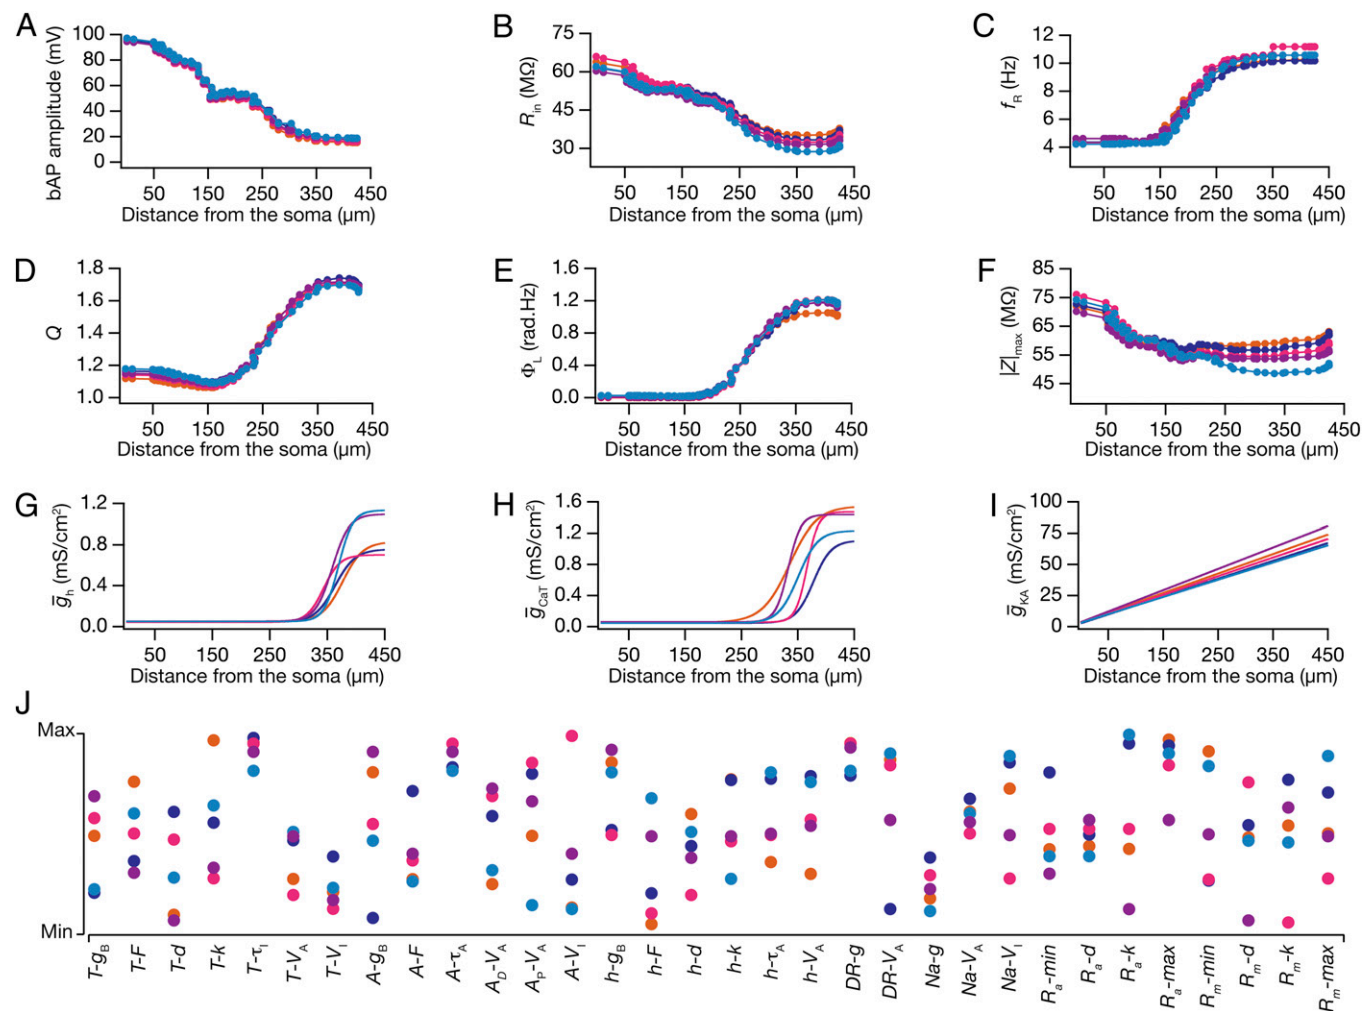 A
bAP amplitude (mV)
100
80
60
40
20
0
50 150 250 350 450
Distance from the soma (µm)
B
R_in (MΩ)
75
60
45
30
50 150 250 350 450
Distance from the soma (µm)
C
f_R (Hz)
12
10
8
6
4
50 150 250 350 450
Distance from the soma (µm)
D
Q
1.8
1.6
1.4
1.2
1.0
50 150 250 350 450
Distance from the soma (µm)
E
Φ_L (rad.Hz)
1.6
1.2
0.8
0.4
0.0
50 150 250 350 450
Distance from the soma (µm)
F
|Z|_max (MΩ)
85
75
65
55
45
50 150 250 350 450
Distance from the soma (µm)
G
g̅_h (mS/cm²)
1.2
0.8
0.4
0.0
50 150 250 350 450
Distance from the soma (µm)
H
g̅_CaT (mS/cm²)
1.6
1.2
0.8
0.4
0.0
50 150 250 350 450
Distance from the soma (µm)
I
g̅_KA (mS/cm²)
100
75
50
25
0
50 150 250 350 450
Distance from the soma (µm)
J
Max
Min
T-g_B
T-F
T-d
T-k
T-τ_I
T-V_A
T-V_I
A-g_B
A-F
A-τ_A
A_D-V_A
A_P-V_A
A-V_I
h-g_B
h-F
h-d
h-k
h-τ_A
h-V_A
DR-g
DR-V_A
Na-g
Na-V_A
Na-V_I
R_a-min
R_a-d
R_a-k
R_a-max
R_m-min
R_m-d
R_m-k
R_m-max